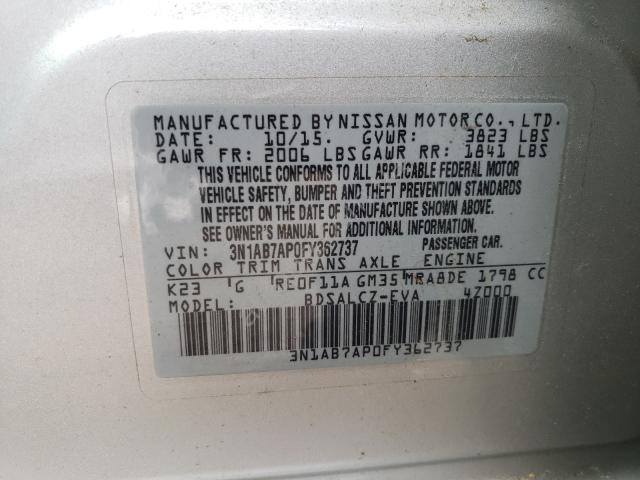 MANUFACTURED BY NISSAN MOTOR CO., LTD.
DATE: 10/15. GVWR: 3823 LBS
GAWR FR: 2006 LBS GAWR RR: 1841 LBS
THIS VEHICLE CONFORMS TO ALL APPLICABLE FEDERAL MOTOR
VEHICLE SAFETY, BUMPER AND THEFT PREVENTION STANDARDS
IN EFFECT ON THE DATE OF MANUFACTURE SHOWN ABOVE.
SEE OWNER'S MANUAL FOR ADDITIONAL INFORMATION.
VIN: 3N1AB7AP0FY362737 PASSENGER CAR.
COLOR TRIM TRANS AXLE ENGINE
K23 G RE0F11A GM35 MRA8DE 1798 CC
MODEL: BDSALCZ-EVA 4Z000
3N1AB7AP0FY362737